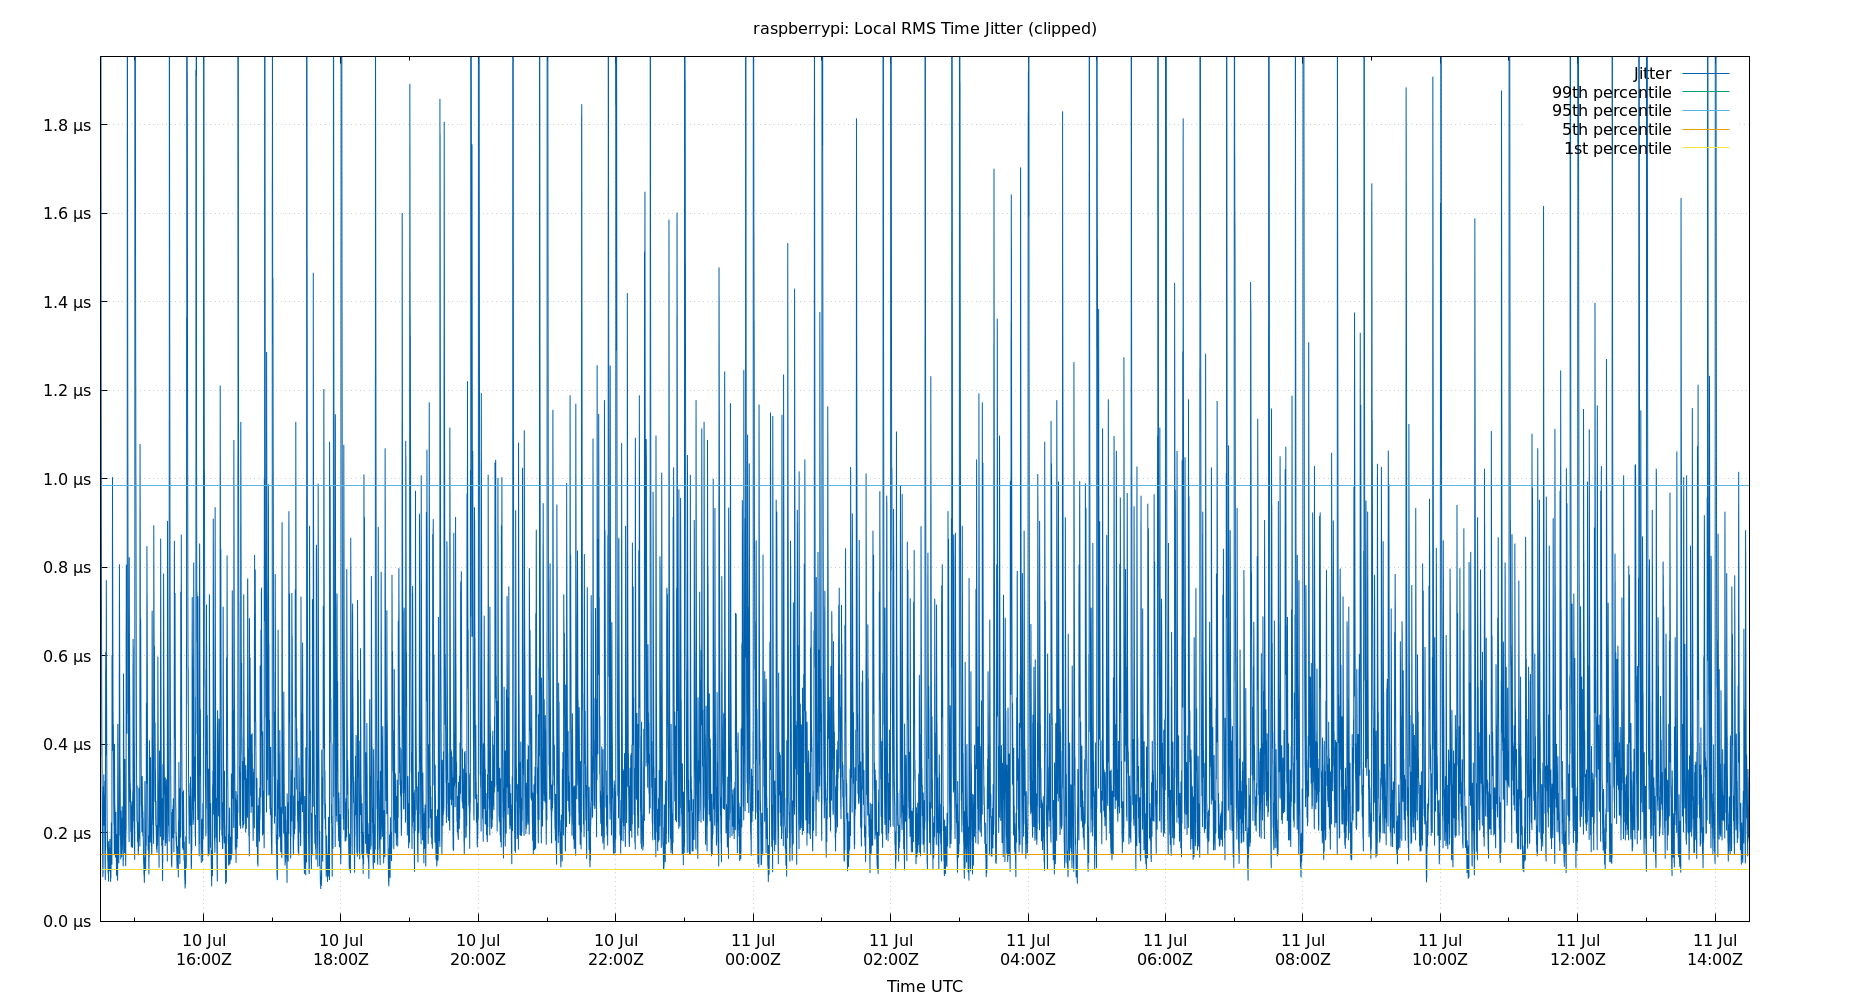 raspberrypi: Local RMS Time Jitter (clipped)
Jitter
99th percentile
95th percentile
5th percentile
1st percentile
1.8 µs
1.6 µs
1.4 µs
1.2 µs
1.0 µs
0.8 µs
0.6 µs
0.4 µs
0.2 µs
0.0 µs
10 Jul 10 Jul 10 Jul 10 Jul 11 Jul 11 Jul 11 Jul 11 Jul 11 Jul 11 Jul 11 Jul 11 Jul
16:00Z 18:00Z 20:00Z 22:00Z 00:00Z 02:00Z 04:00Z 06:00Z 08:00Z 10:00Z 12:00Z 14:00Z
Time UTC